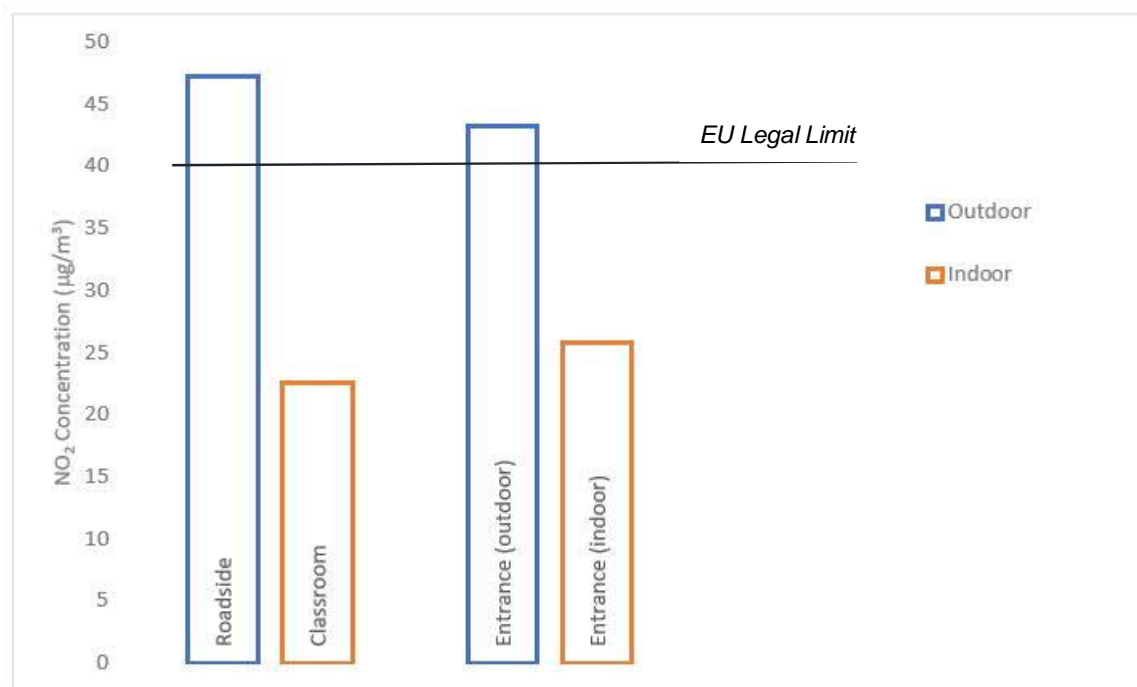 50
45
40
35
30
25
20
15
10
5
0
NO₂ Concentration (µg/m³)
EU Legal Limit
Roadside
Classroom
Entrance (outdoor)
Entrance (indoor)
Outdoor
Indoor